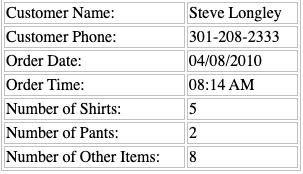 Customer Name: Steve Longley
Customer Phone: 301-208-2333
Order Date: 04/08/2010
Order Time: 08:14 AM
Number of Shirts: 5
Number of Pants: 2
Number of Other Items: 8